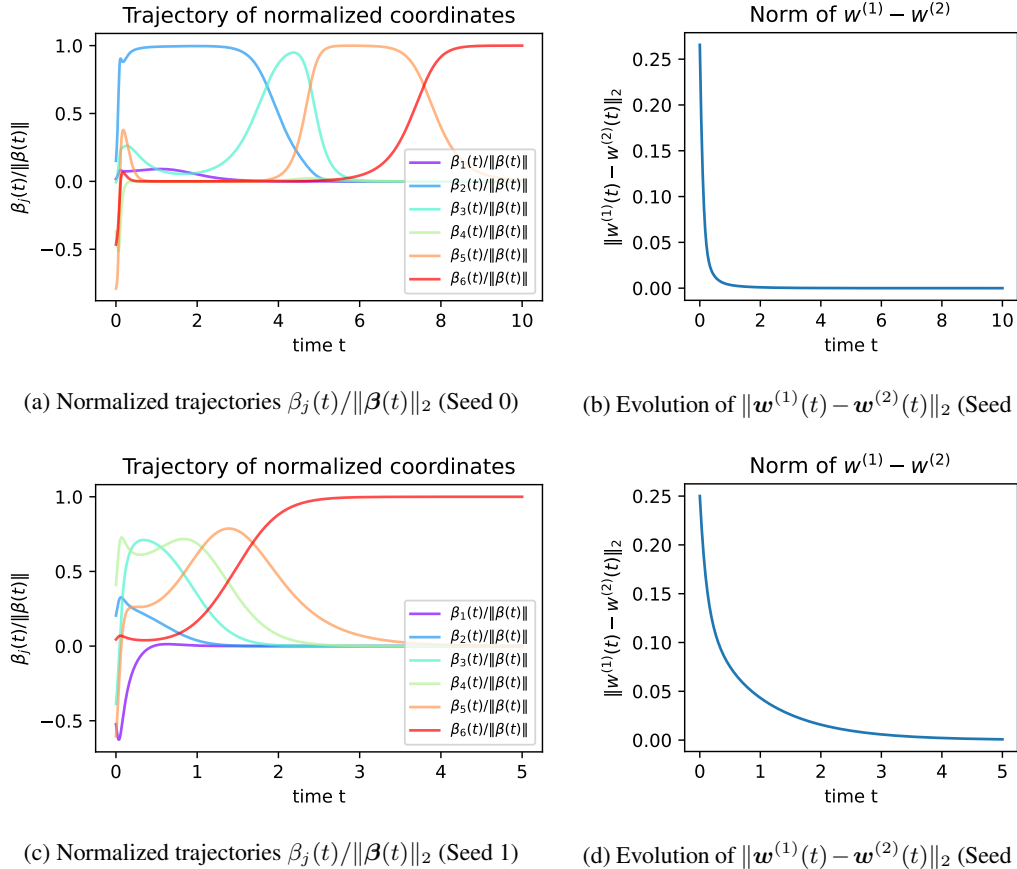 Trajectory of normalized coordinates
1.0
0.5
0.0
−0.5
β_j(t)/‖β(t)‖
β₁(t)/‖β(t)‖
β₂(t)/‖β(t)‖
β₃(t)/‖β(t)‖
β₄(t)/‖β(t)‖
β₅(t)/‖β(t)‖
β₆(t)/‖β(t)‖
0 2 4 6 8 10
time t
Norm of w⁽¹⁾ − w⁽²⁾
0.25
0.20
0.15
0.10
0.05
0.00
‖w⁽¹⁾(t) − w⁽²⁾(t)‖₂
0 2 4 6 8 10
time t
(a) Normalized trajectories β_j(t)/‖β(t)‖₂ (Seed 0)
(b) Evolution of ‖w⁽¹⁾(t) − w⁽²⁾(t)‖₂ (Seed
Trajectory of normalized coordinates
1.0
0.5
0.0
−0.5
β_j(t)/‖β(t)‖
β₁(t)/‖β(t)‖
β₂(t)/‖β(t)‖
β₃(t)/‖β(t)‖
β₄(t)/‖β(t)‖
β₅(t)/‖β(t)‖
β₆(t)/‖β(t)‖
0 1 2 3 4 5
time t
Norm of w⁽¹⁾ − w⁽²⁾
0.25
0.20
0.15
0.10
0.05
0.00
‖w⁽¹⁾(t) − w⁽²⁾(t)‖₂
0 1 2 3 4 5
time t
(c) Normalized trajectories β_j(t)/‖β(t)‖₂ (Seed 1)
(d) Evolution of ‖w⁽¹⁾(t) − w⁽²⁾(t)‖₂ (Seed